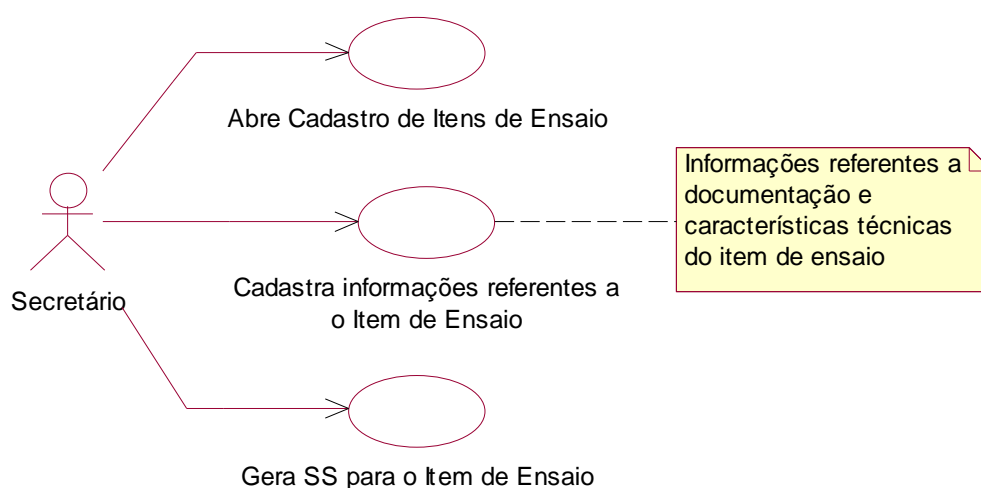 Abre Cadastro de Itens de Ensaio
Informações referentes a
documentação e
características técnicas
do item de ensaio
Secretário
Cadastra informações referentes a
o Item de Ensaio
Gera SS para o Item de Ensaio